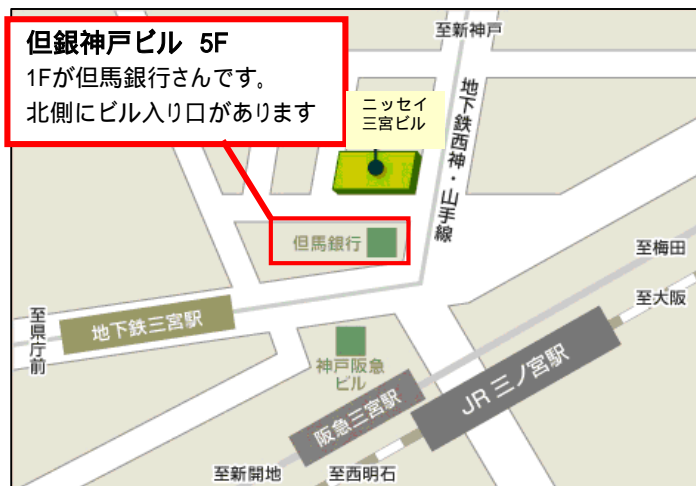 但銀神戸ビル 5F
1Fが但馬銀行さんです。
北側にビル入り口があります
至新神戸
ニッセイ
三宮ビル
地下鉄西神・山手線
但馬銀行
至梅田
至大阪
至県庁前
地下鉄三宮駅
神戸阪急
ビル
JR三ノ宮駅
阪急三宮駅
至新開地
至西明石